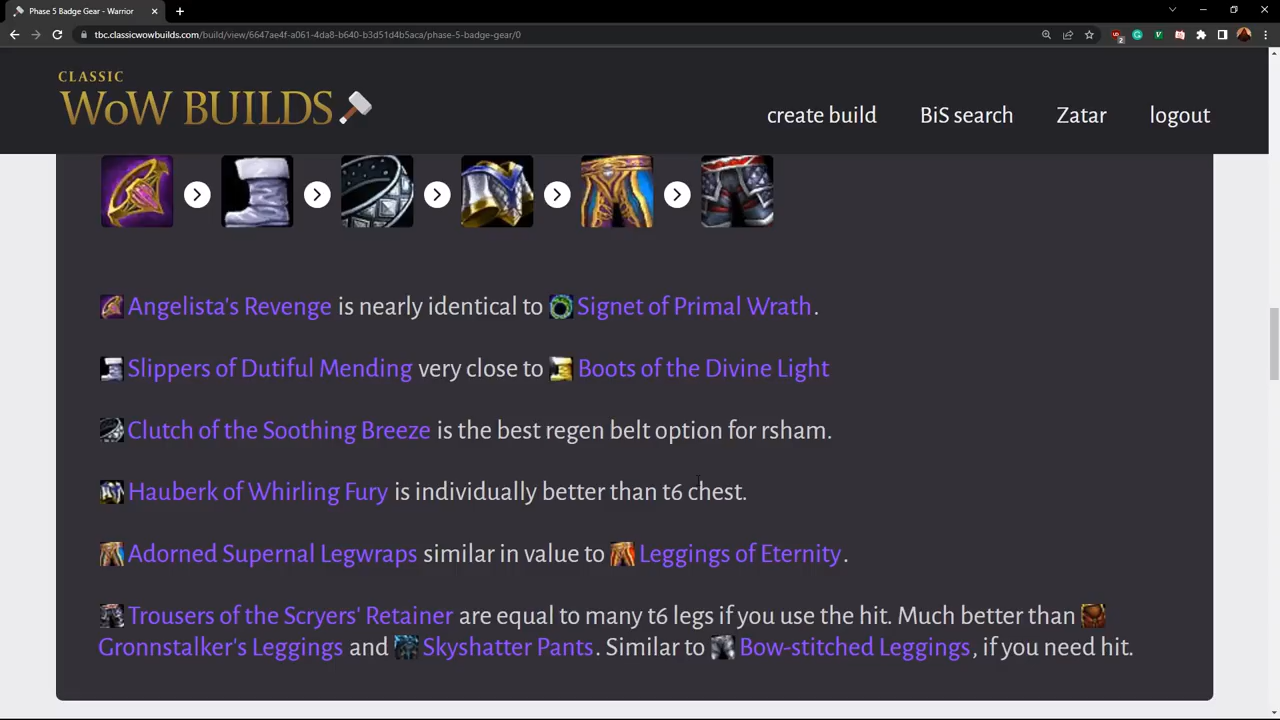 Phase 5 Badge Gear - Warrior
tbc.classicwowbuilds.com/build/view/6647ae4f-a061-4da8-b640-b3d51d4b5aca/phase-5-badge-gear/0
2
CLASSIC
WoW BUILDS
create build BiS search Zatar logout
Angelista's Revenge is nearly identical to Signet of Primal Wrath.
Slippers of Dutiful Mending very close to Boots of the Divine Light
Clutch of the Soothing Breeze is the best regen belt option for rsham.
Hauberk of Whirling Fury is individually better than t6 chest.
Adorned Supernal Legwraps similar in value to Leggings of Eternity.
Trousers of the Scryers' Retainer are equal to many t6 legs if you use the hit. Much better than
Gronnstalker's Leggings and Skyshatter Pants. Similar to Bow-stitched Leggings, if you need hit.